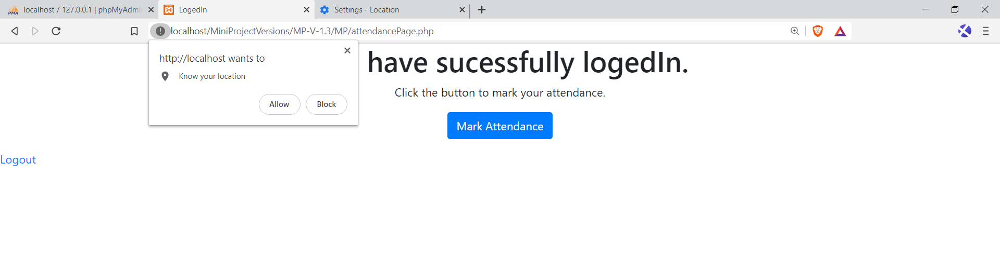 PMA localhost / 127.0.0.1 | phpMyAdmi
LogedIn
Settings - Location
localhost/MiniProjectVersions/MP-V-1.3/MP/attendancePage.php
http://localhost wants to
Know your location
Allow
Block
have sucessfully logedIn.
Click the button to mark your attendance.
Mark Attendance
Logout